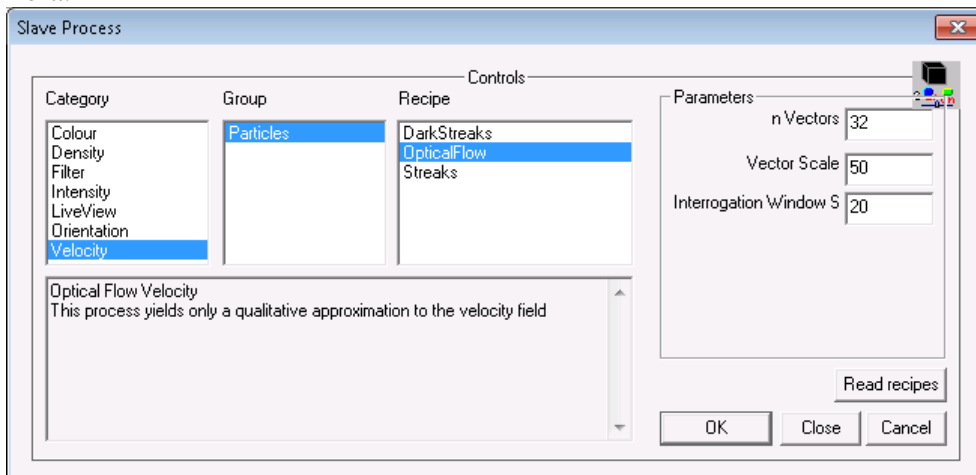 Slave Process
Controls
Category
Group
Recipe
Parameters
Colour
Density
Filter
Intensity
LiveView
Orientation
Velocity
Particles
DarkStreaks
OpticalFlow
Streaks
n Vectors 32
Vector Scale 50
Interrogation Window S 20
Optical Flow Velocity
This process yields only a qualitative approximation to the velocity field
Read recipes
OK
Close
Cancel